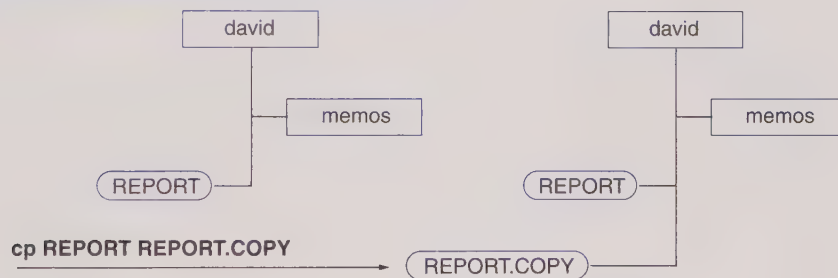 david
david
memos
memos
REPORT
REPORT
cp REPORT REPORT.COPY
REPORT.COPY